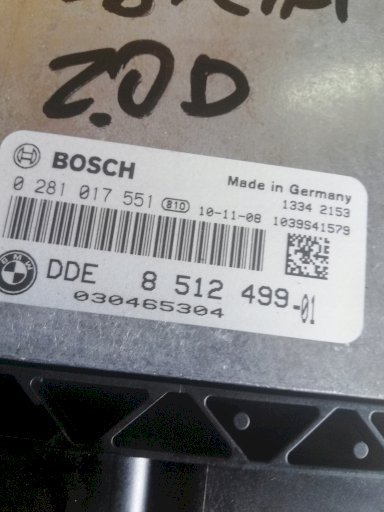 2.0D
BOSCH
Made in Germany
0 281 017 551 B10 10-11-08
1334 2153
1039S41579
BMW
DDE 8 512 499-01
030465304